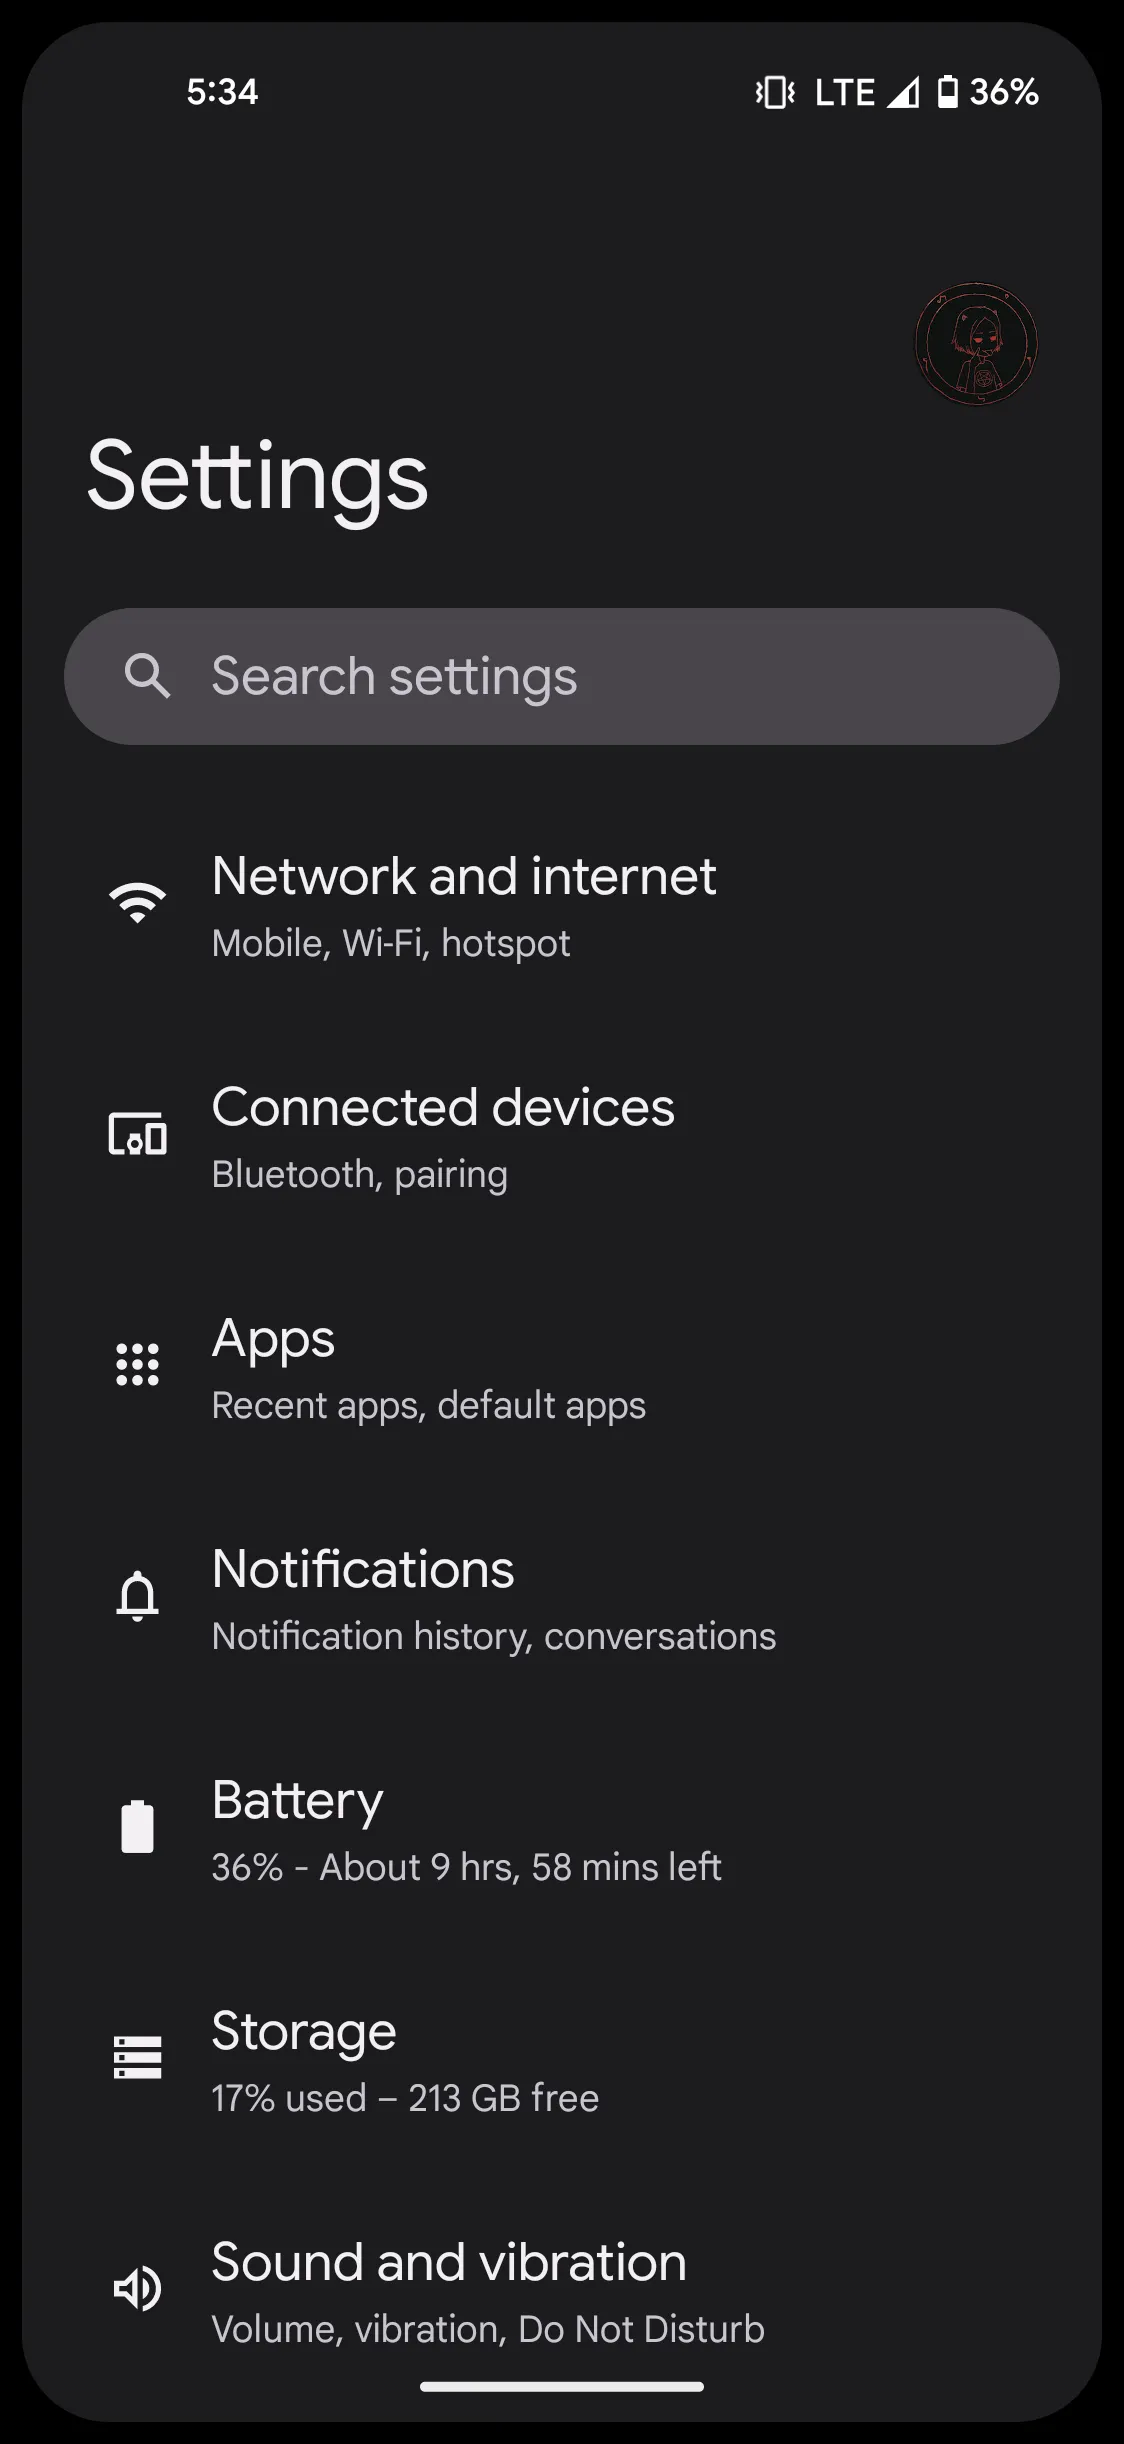 5:34
LTE 36%
Settings
Search settings
Network and internet
Mobile, Wi-Fi, hotspot
Connected devices
Bluetooth, pairing
Apps
Recent apps, default apps
Notifications
Notification history, conversations
Battery
36% - About 9 hrs, 58 mins left
Storage
17% used – 213 GB free
Sound and vibration
Volume, vibration, Do Not Disturb